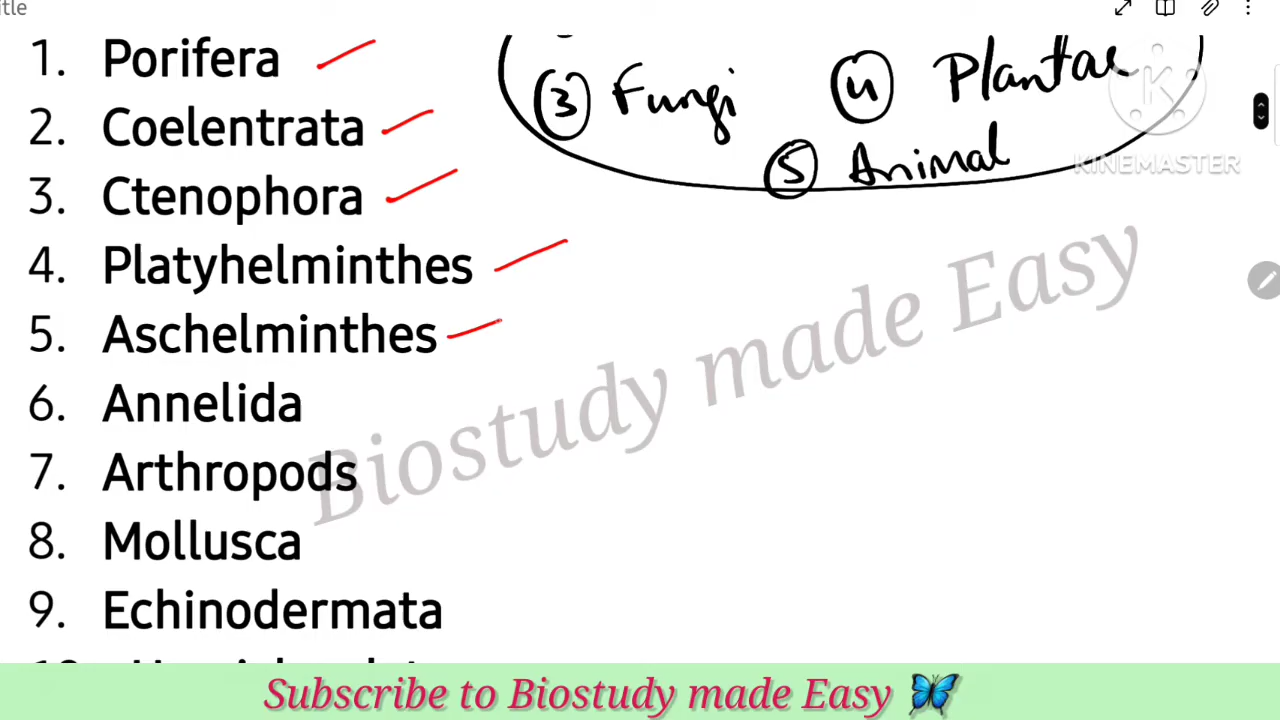 itle
1. Porifera
2. Coelentrata
3. Ctenophora
4. Platyhelminthes
5. Aschelminthes
6. Annelida
7. Arthropods
8. Mollusca
9. Echinodermata
3 Fungi
4 Plantae
5 Animal
K
KINEMASTER
Biostudy made Easy
Subscribe to Biostudy made Easy 🦋